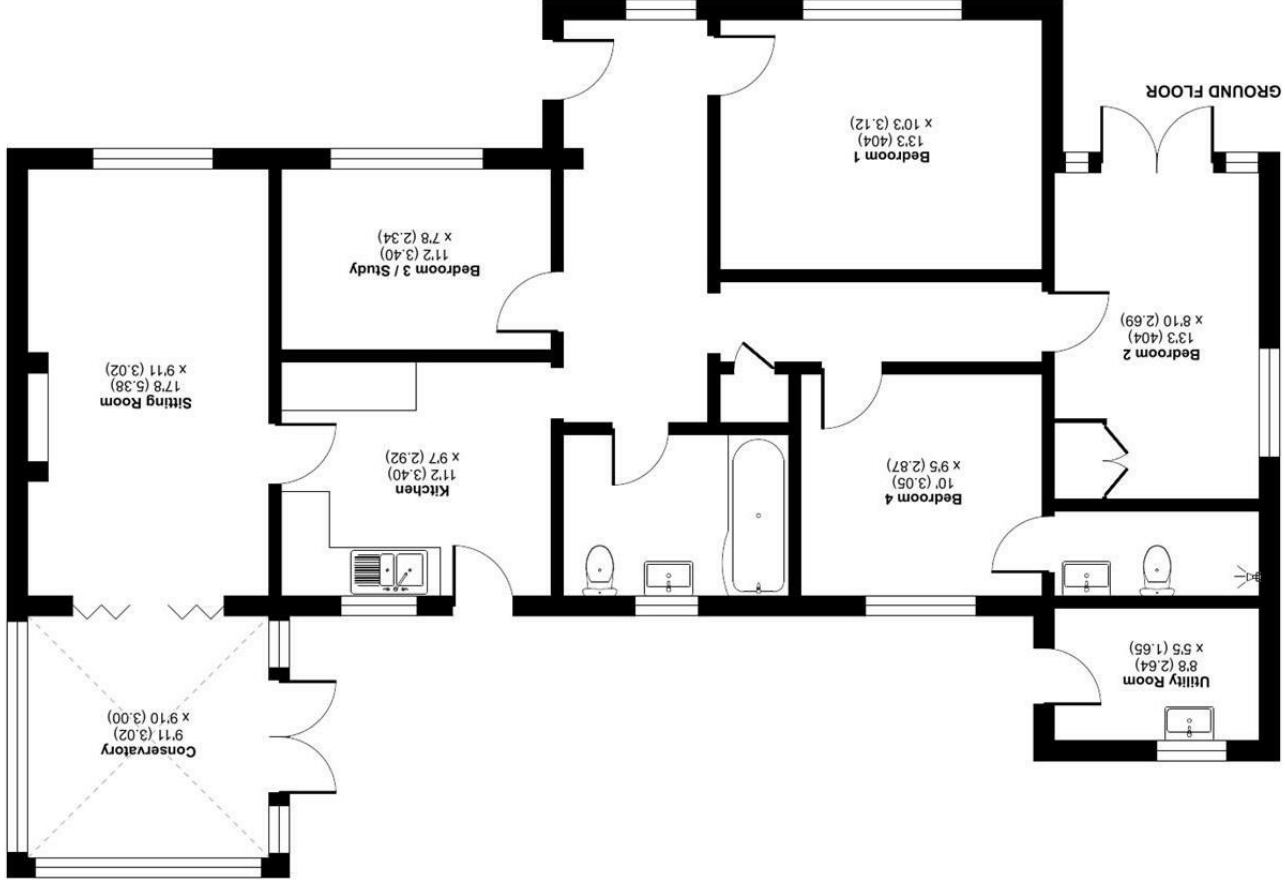 Utility Room
8'8 (2.64)
x 5'5 (1.65)
Conservatory
9'11 (3.02)
x 9'10 (3.00)
Bedroom 4
10' (3.05)
x 9'5 (2.87)
Kitchen
11'2 (3.40)
x 9'7 (2.92)
Sitting Room
17'8 (5.38)
x 9'11 (3.02)
Bedroom 2
13'3 (404)
x 8'10 (2.69)
Bedroom 3 / Study
11'2 (3.40)
x 7'8 (2.34)
Bedroom 1
13'3 (404)
x 10'3 (3.12)
GROUND FLOOR